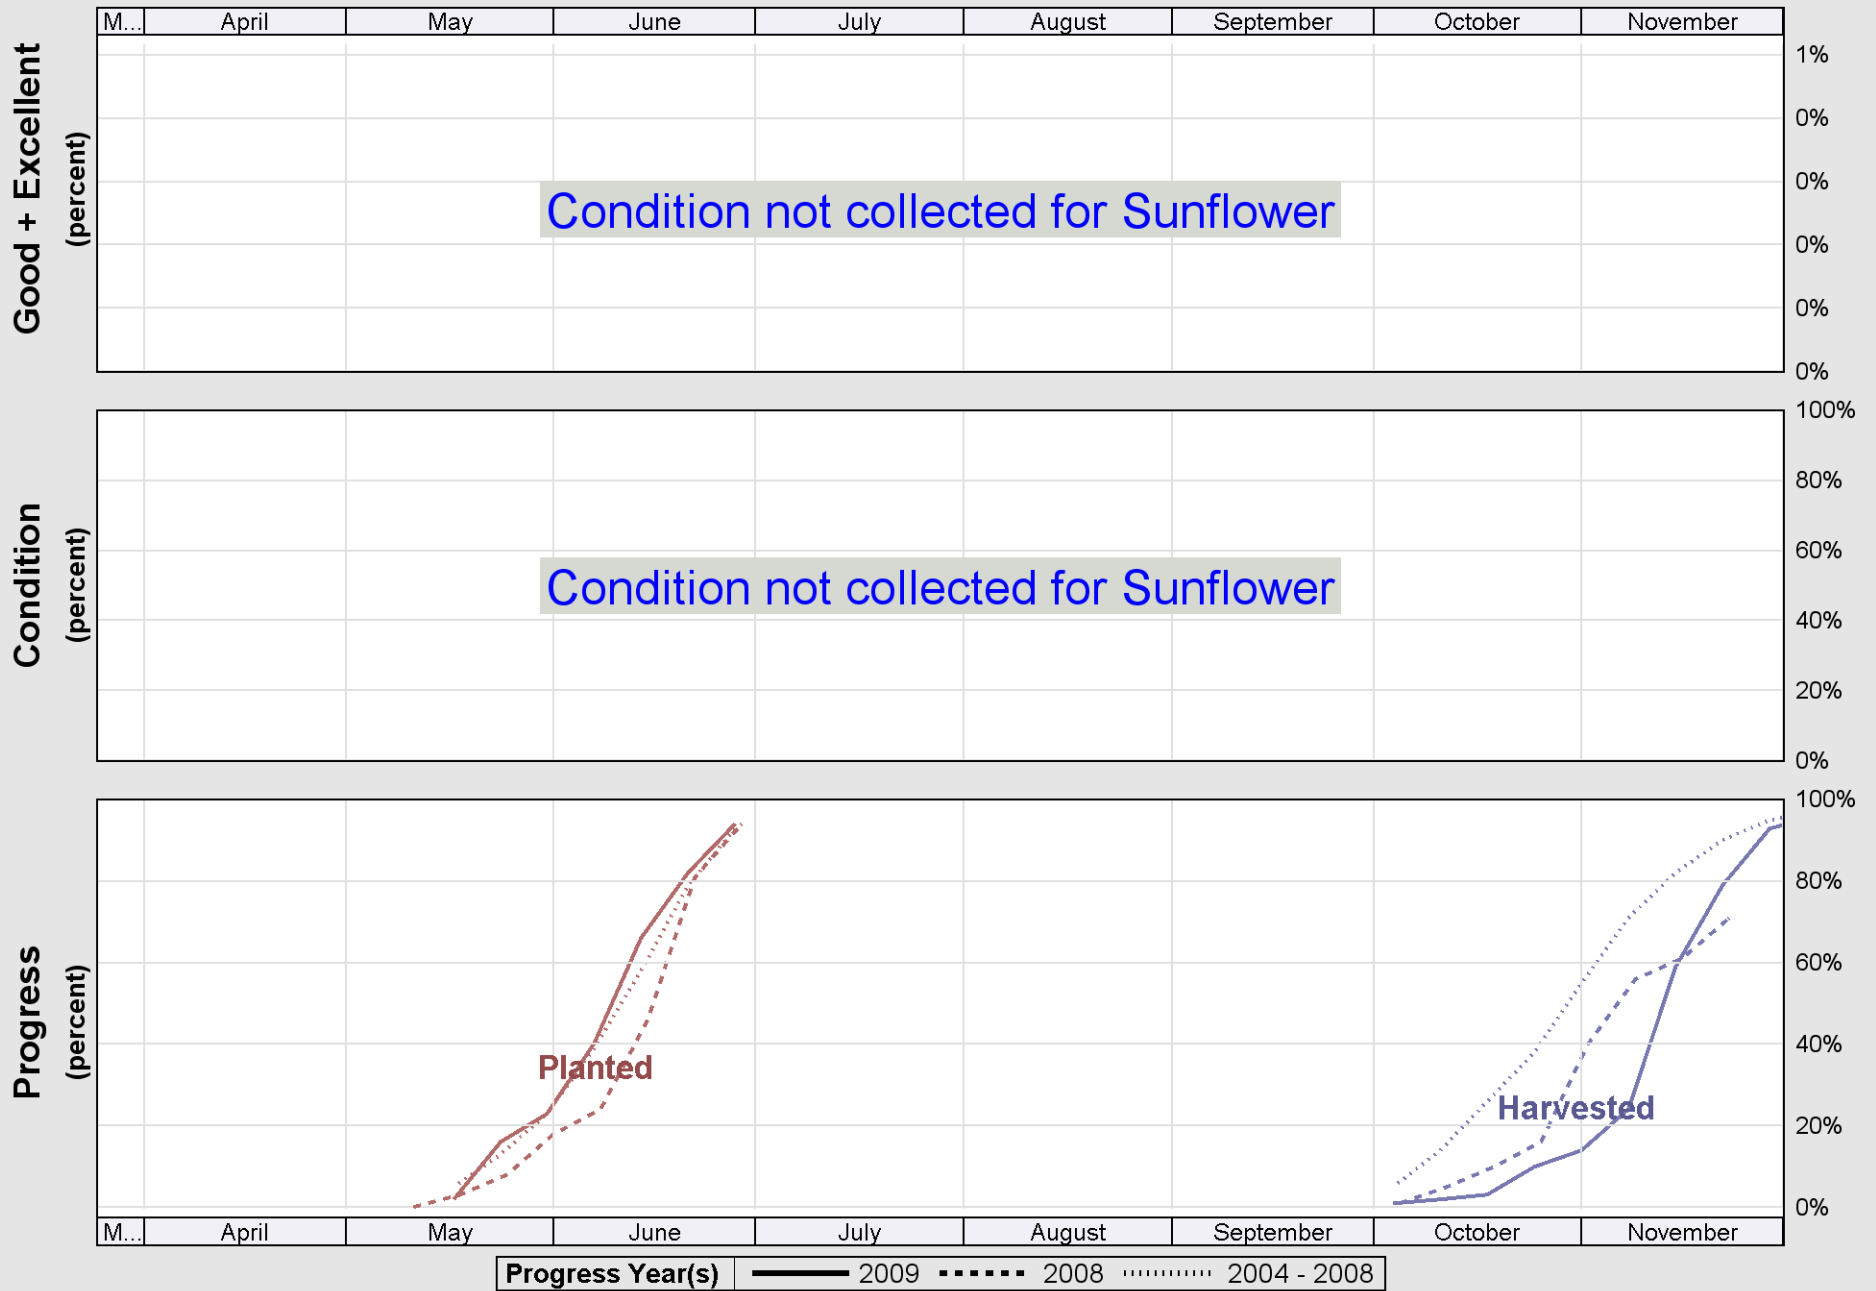 M... April May June July August September October November
Good + Excellent
(percent)
1%
0%
0%
0%
0%
0%
Condition not collected for Sunflower
Condition
(percent)
100%
80%
60%
40%
20%
0%
Condition not collected for Sunflower
Progress
(percent)
100%
80%
60%
40%
20%
0%
Planted
Harvested
M... April May June July August September October November
Progress Year(s) 2009 2008 2004 - 2008